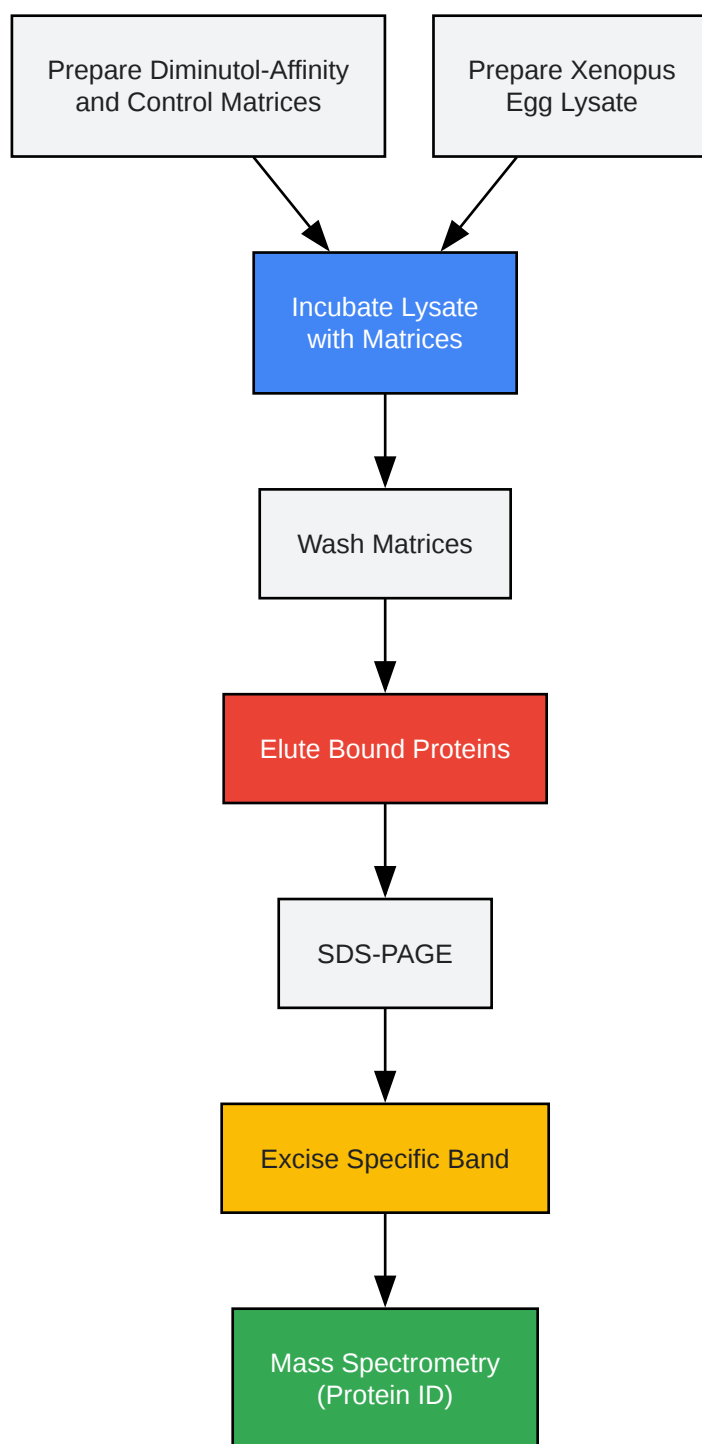 Prepare Diminutol-Affinity
and Control Matrices
Prepare Xenopus
Egg Lysate
Incubate Lysate
with Matrices
Wash Matrices
Elute Bound Proteins
SDS-PAGE
Excise Specific Band
Mass Spectrometry
(Protein ID)